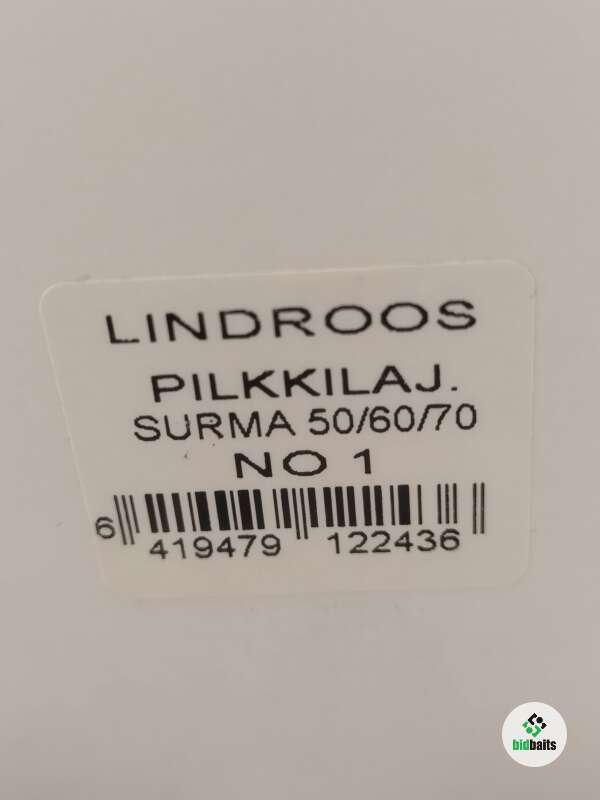 LINDROOS
PILKKILAJ.
SURMA 50/60/70
NO 1
6 419479 122436
bidbaits